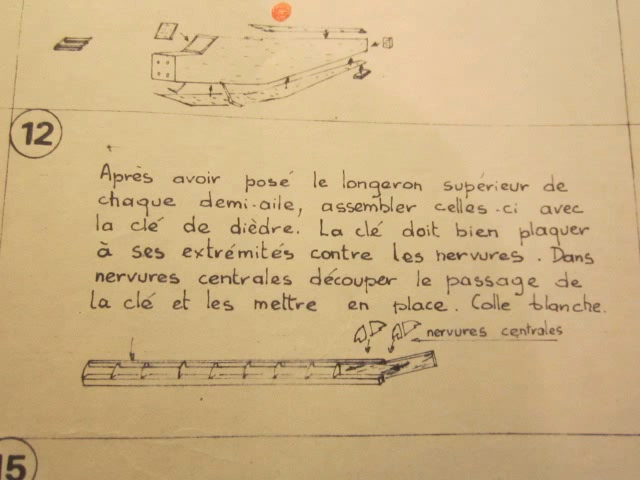 12
Après avoir posé le longeron supérieur de
chaque demi-aile, assembler celles-ci avec
la clé de dièdre. La clé doit bien plaquer
à ses extrémités contre les nervures. Dans
nervures centrales découper le passage de
la clé et les mettre en place. Colle blanche.
nervures centrales
15